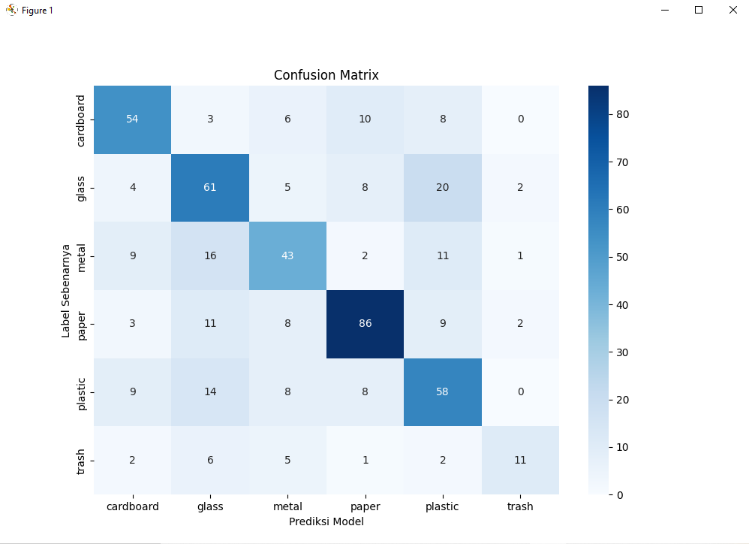 Figure 1
Confusion Matrix
cardboard 54 3 6 10 8 0
glass 4 61 5 8 20 2
metal 9 16 43 2 11 1
paper 3 11 8 86 9 2
plastic 9 14 8 8 58 0
trash 2 6 5 1 2 11
cardboard glass metal paper plastic trash
Label Sebenarnya
Prediksi Model
80
70
60
50
40
30
20
10
0